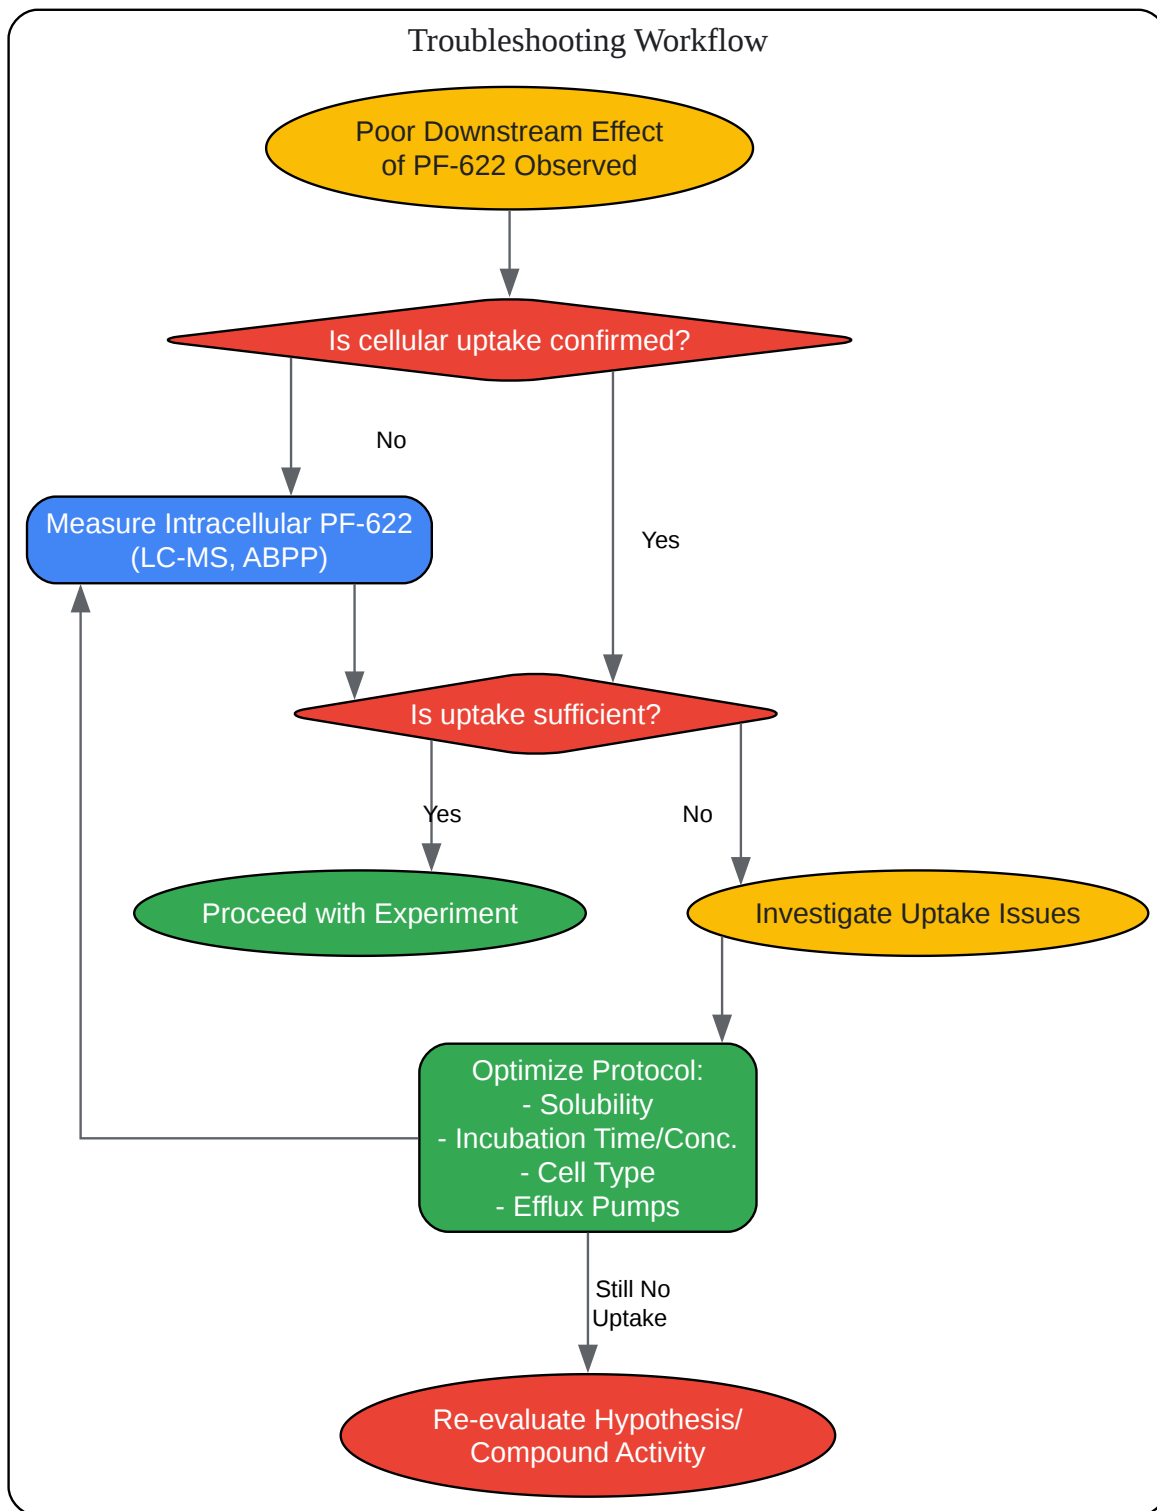 Troubleshooting Workflow
Poor Downstream Effect
of PF-622 Observed
Is cellular uptake confirmed?
No
Measure Intracellular PF-622
(LC-MS, ABPP)
Yes
Is uptake sufficient?
Yes
No
Proceed with Experiment
Investigate Uptake Issues
Optimize Protocol:
- Solubility
- Incubation Time/Conc.
- Cell Type
- Efflux Pumps
Still No
Uptake
Re-evaluate Hypothesis/
Compound Activity